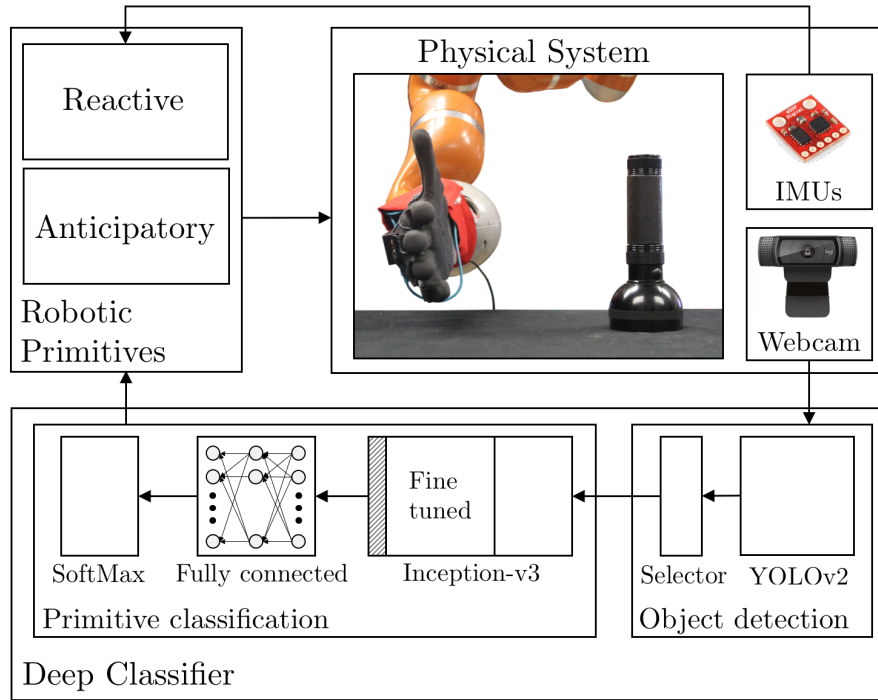 Reactive
Anticipatory
Robotic
Primitives
Physical System
IMUs
Webcam
Fine
tuned
SoftMax
Fully connected
Inception-v3
Selector
YOLOv2
Primitive classification
Object detection
Deep Classifier